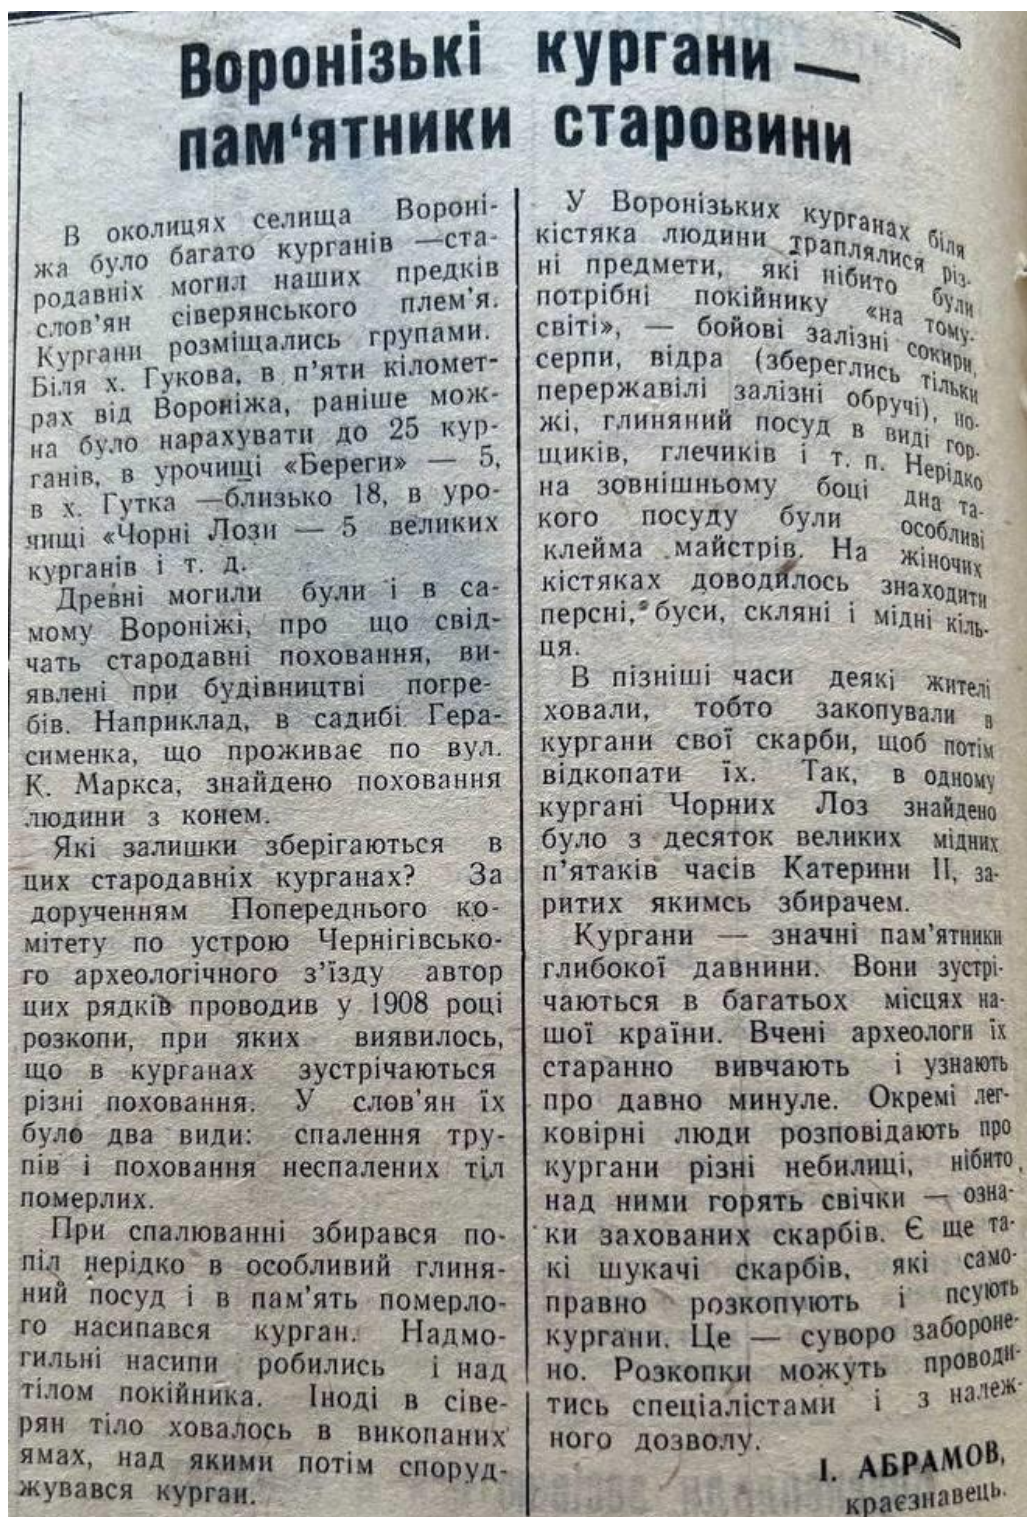 Воронізькі кургани —
пам‘ятники старовини
В околицях селища Вороні-
жа було багато курганів —ста-
родавніх могил наших предків
слов’ян сіверянського плем’я.
Кургани розміщались групами.
Біля х. Гукова, в п’яти кіломет-
рах від Вороніжа, раніше мож-
на було нарахувати до 25 кур-
ганів, в урочищі «Береги» — 5,
в х. Гутка —близько 18, в уро-
чищі «Чорні Лози — 5 великих
курганів і т. д.
Древні могили були і в са-
мому Вороніжі, про що свід-
чать стародавні поховання, ви-
явлені при будівництві погре-
бів. Наприклад, в садибі Гера-
сименка, що проживає по вул.
К. Маркса, знайдено поховання
людини з конем.
Які залишки зберігаються в
цих стародавніх курганах? За
дорученням Попереднього ко-
мітету по устрою Чернігівсько-
го археологічного з’їзду автор
цих рядків проводив у 1908 році
розкопи, при яких виявилось,
що в курганах зустрічаються
різні поховання. У слов’ян їх
було два види: спалення тру-
пів і поховання неспалених тіл
померлих.
При спалюванні збирався по-
піл нерідко в особливий глиня-
ний посуд і в пам’ять померло-
го насипався курган. Надмо-
гильні насипи робились і над
тілом покійника. Іноді в сіве-
рян тіло ховалось в викопаних
ямах, над якими потім споруд-
жувався курган.
У Воронізьких курганах біля
кістяка людини траплялися різ-
ні предмети, які нібито були
потрібні покійнику «на тому-
світі», — бойові залізні сокири,
серпи, відра (збереглись тільки
перержавілі залізні обручі), но-
жі, глиняний посуд в виді гор-
щиків, глечиків і т. п. Нерідко
на зовнішньому боці дна та-
кого посуду були особливі
клейма майстрів. На жіночих
кістяках доводилось знаходити
персні, буси, скляні і мідні кіль-
ця.
В пізніші часи деякі жителі
ховали, тобто закопували в
кургани свої скарби, щоб потім
відкопати їх. Так, в одному
кургані Чорних Лоз знайдено
було з десяток великих мідних
п’ятаків часів Катерини II, за-
ритих якимсь збирачем.
Кургани — значні пам’ятники
глибокої давнини. Вони зустрі-
чаються в багатьох місцях на-
шої країни. Вчені археологи їх
старанно вивчають і узнають
про давно минуле. Окремі лег-
ковірні люди розповідають про
кургани різні небилиці, нібито
над ними горять свічки — озна-
ки захованих скарбів. Є ще та-
кі шукачі скарбів, які само-
правно розкопують і псують
кургани. Це — суворо забороне-
но. Розкопки можуть проводи-
тись спеціалістами і з належ-
ного дозволу.
І. АБРАМОВ,
краєзнавець.